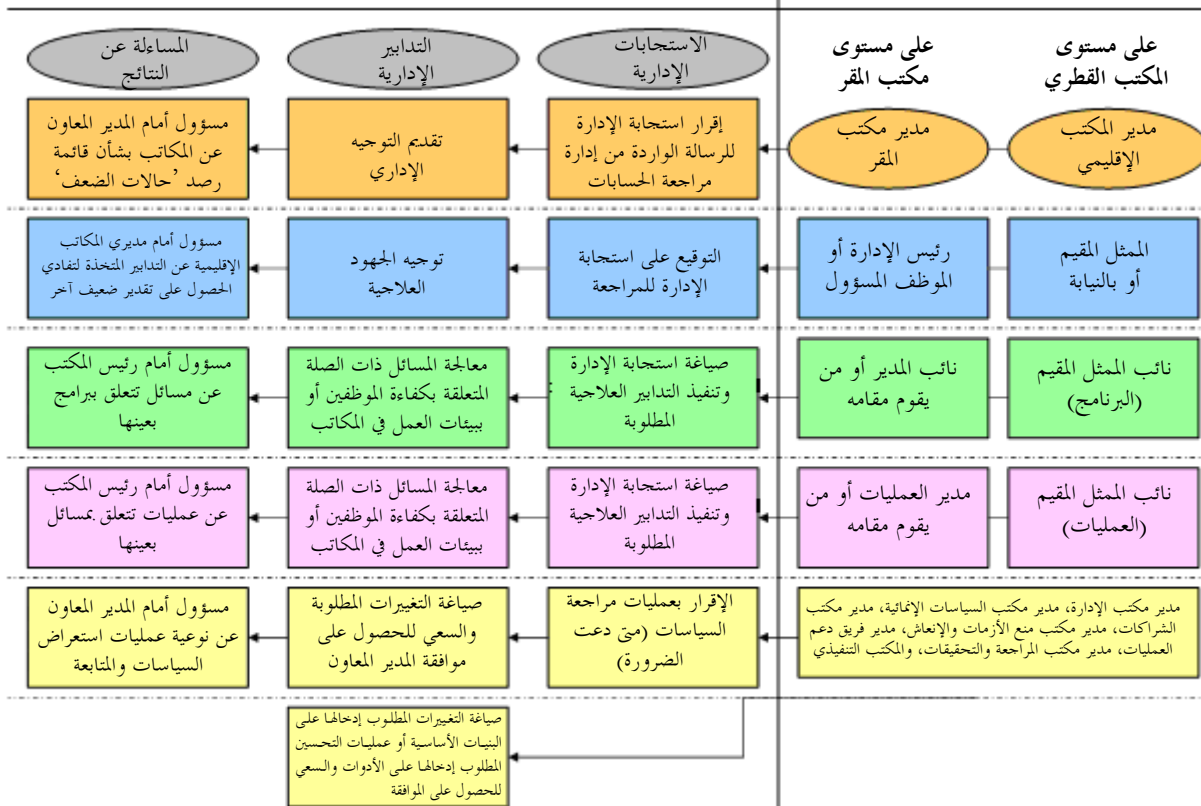 على مستوى
المكتب القطري
على مستوى
مكتب المقر
الاستجابات
الإدارية
التدابير
الإدارية
المساءلة عن
النتائج
مدير المكتب
الإقليمي
مدير مكتب
المقر
إقرار استجابة الإدارة
للرسالة الواردة من إدارة
مراجعة الحسابات
تقديم التوجيه
الإداري
مسؤول أمام المدير المعاون
عن المكاتب بشأن قائمة
رصد ’حالات الضعف‘
الممثل المقيم
أو بالنيابة
رئيس الإدارة أو
الموظف المسؤول
التوقيع على استجابة
الإدارة للمراجعة
توجيه الجهود
العلاجية
مسؤول أمام مديري المكاتب
الإقليمية عن التدابير المتخذة لتفادي
الحصول على تقدير ضعيف آخر
نائب الممثل المقيم
(البرنامج)
نائب المدير أو من
يقوم مقامه
صياغة استجابة الإدارة
وتنفيذ التدابير العلاجية
المطلوبة
معالجة المسائل ذات الصلة
المتعلقة بكفاءة الموظفين أو
ببيئات العمل في المكاتب
مسؤول أمام رئيس المكتب
عن مسائل تتعلق ببرامج
بعينها
نائب الممثل المقيم
(العمليات)
مدير العمليات أو من
يقوم مقامه
صياغة استجابة الإدارة
وتنفيذ التدابير العلاجية
المطلوبة
معالجة المسائل ذات الصلة
المتعلقة بكفاءة الموظفين أو
ببيئات العمل في المكاتب
مسؤول أمام رئيس المكتب
عن عمليات تتعلق بمسائل
بعينها
مدير مكتب الإدارة، مدير مكتب السياسات الإنمائية، مدير مكتب
الشراكات، مدير مكتب منع الأزمات والإنعاش، مدير فريق دعم
العمليات، مدير مكتب المراجعة والتحقيقات، والمكتب التنفيذي
الإقرار بعمليات مراجعة
السياسات (متى دعت
الضرورة)
صياغة التغييرات المطلوبة
والسعي للحصول على
موافقة المدير المعاون
مسؤول أمام المدير المعاون
عن نوعية عمليات استعراض
السياسات والمتابعة
صياغة التغييرات المطلوب إدخالها على
البنيات الأساسية أو عمليات التحسين
المطلوب إدخالها على الأدوات والسعي
للحصول على الموافقة